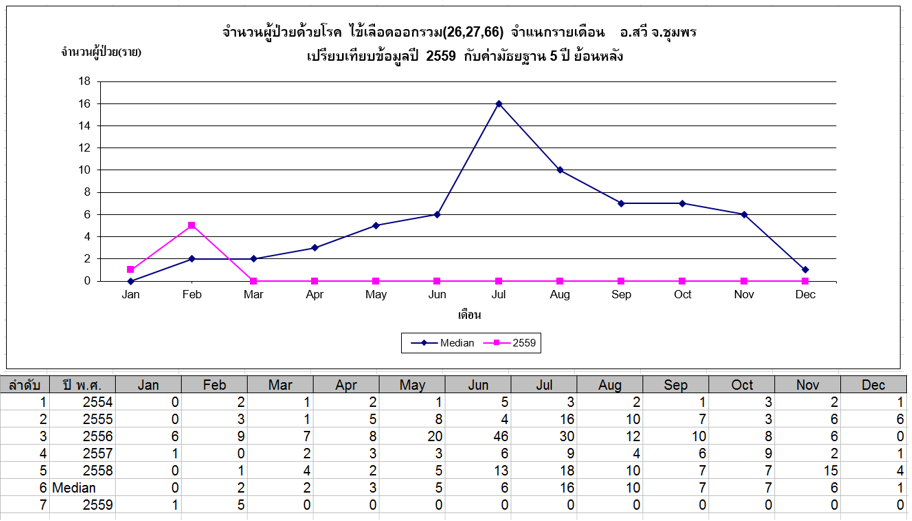 จำนวนผู้ป่วยด้วยโรค ไข้เลือดออกรวม(26,27,66) จำแนกรายเดือน อ.สวี จ.ชุมพร
จำนวนผู้ป่วย(ราย)
เปรียบเทียบข้อมูลปี 2559 กับค่ามัธยฐาน 5 ปี ย้อนหลัง
18
16
14
12
10
8
6
4
2
0
Jan Feb Mar Apr May Jun Jul Aug Sep Oct Nov Dec
เดือน
Median 2559
ลำดับ ปี พ.ศ. Jan Feb Mar Apr May Jun Jul Aug Sep Oct Nov Dec
1 2554 0 2 1 2 1 5 3 2 1 3 2 1
2 2555 0 3 1 5 8 4 16 10 7 3 6 6
3 2556 6 9 7 8 20 46 30 12 10 8 6 0
4 2557 1 0 2 3 3 6 9 4 6 9 2 1
5 2558 0 1 4 2 5 13 18 10 7 7 15 4
6 Median 0 2 2 3 5 6 16 10 7 7 6 1
7 2559 1 5 0 0 0 0 0 0 0 0 0 0